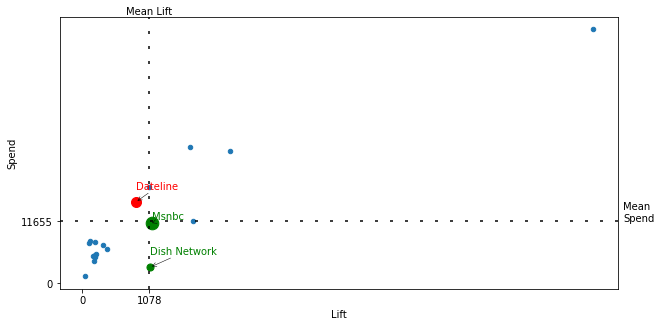 Mean Lift
Spend
Dateline
Msnbc
Mean
Spend
11655
Dish Network
0
0
1078
Lift